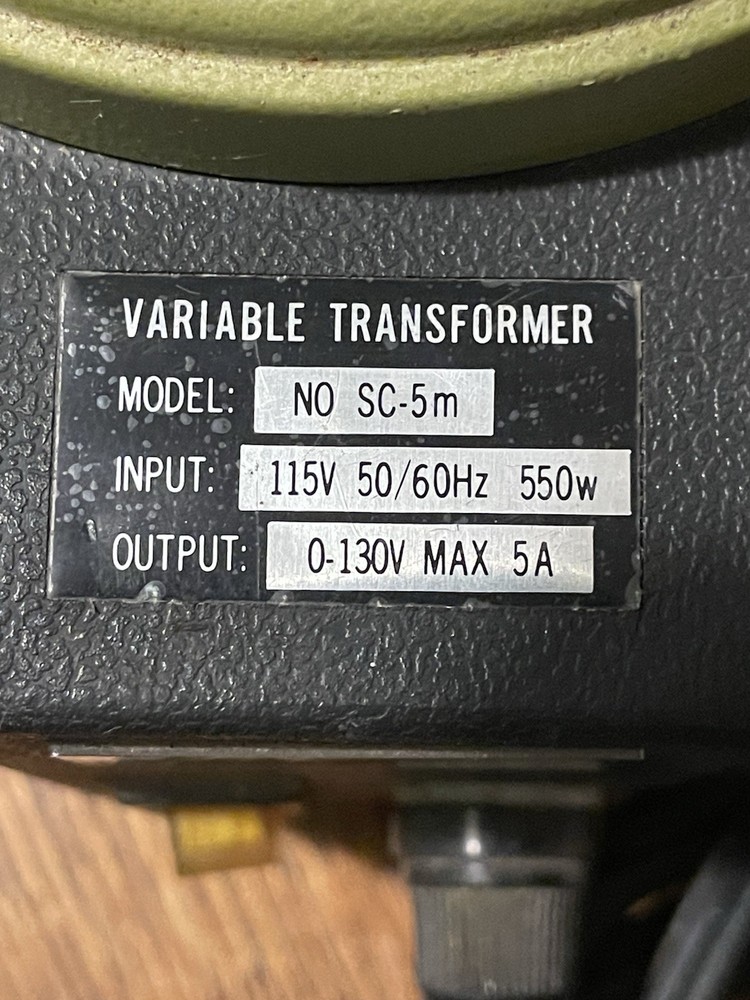 VARIABLE TRANSFORMER
MODEL: NO SC-5m
INPUT: 115V 50/60Hz 550w
OUTPUT: 0-130V MAX 5A